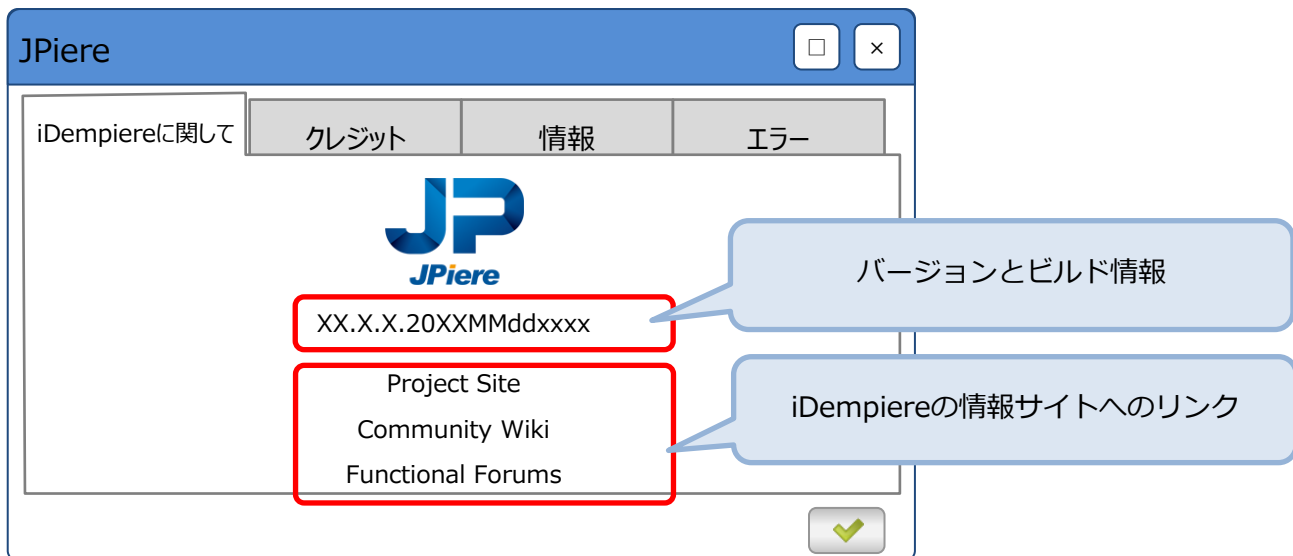 JPiere
iDempiereに関して
クレジット
情報
エラー
JP
JPiere
バージョンとビルド情報
XX.X.X.20XXMMddxxxx
Project Site
iDempiereの情報サイトへのリンク
Community Wiki
Functional Forums